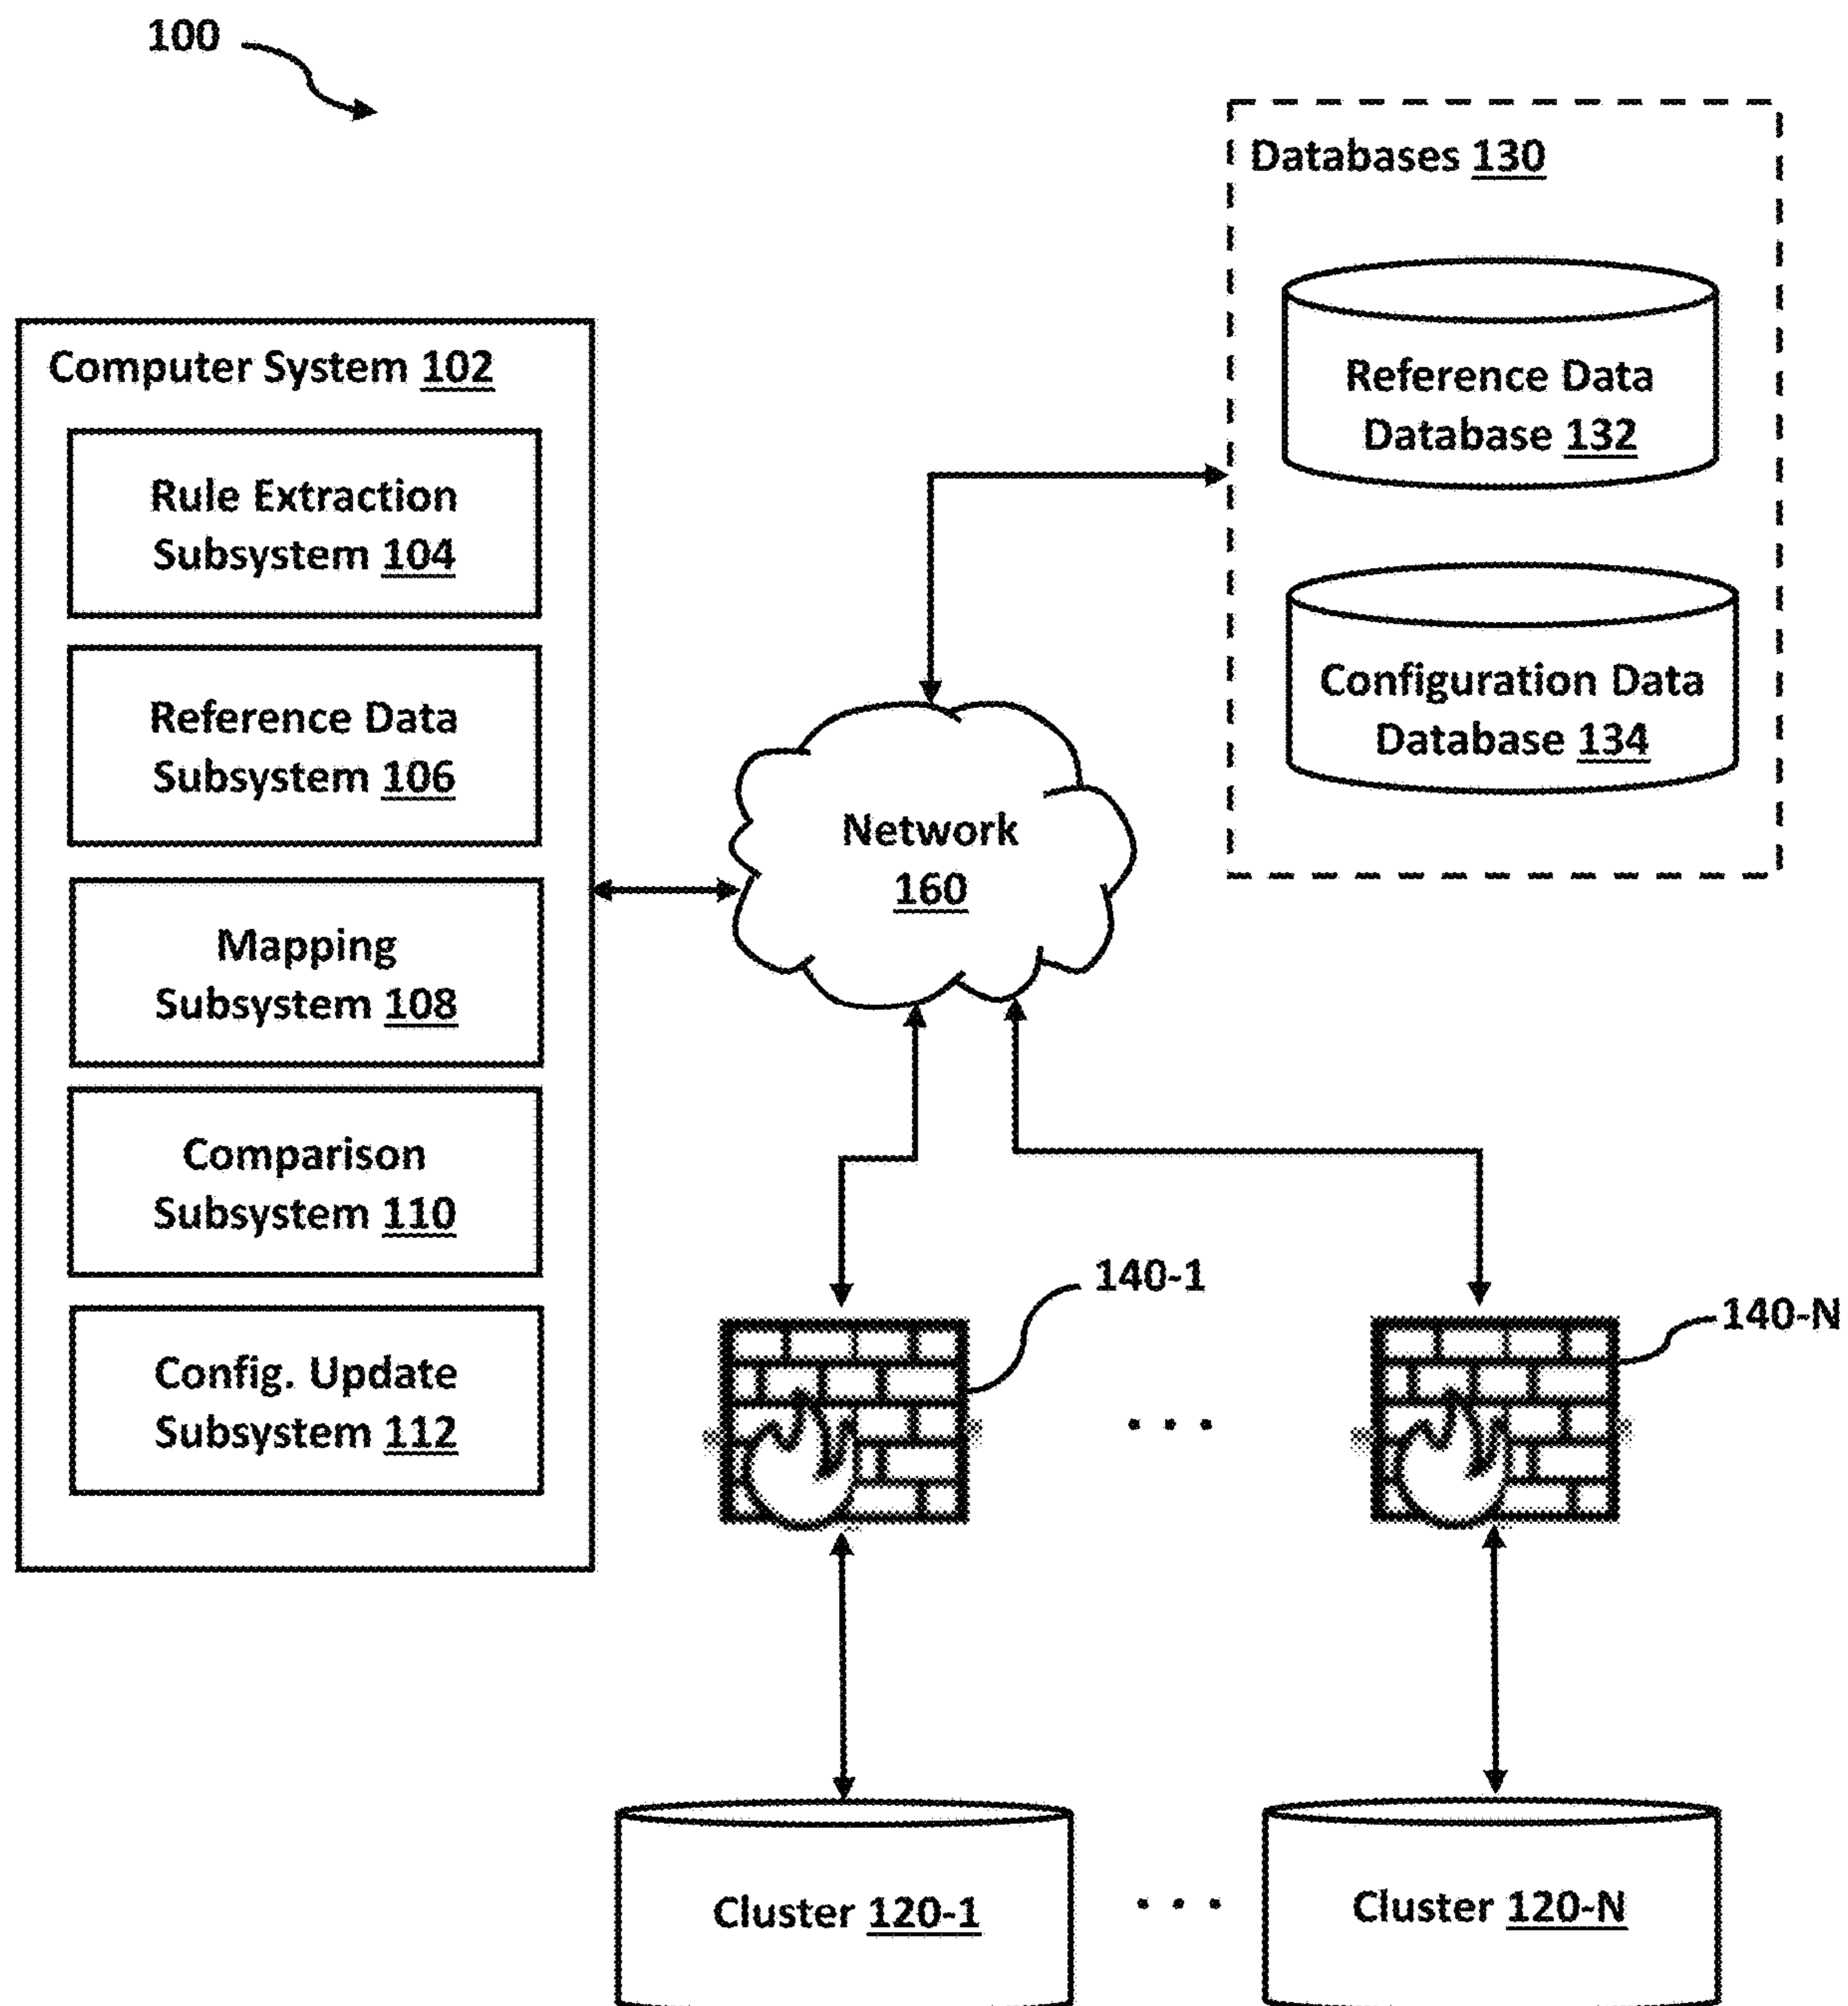 100
Databases 130
Reference Data
Database 132
Configuration Data
Database 134
Computer System 102
Rule Extraction
Subsystem 104
Reference Data
Subsystem 106
Mapping
Subsystem 108
Comparison
Subsystem 110
Config. Update
Subsystem 112
Network
160
140-1
140-N
. . .
Cluster 120-1
. . .
Cluster 120-N